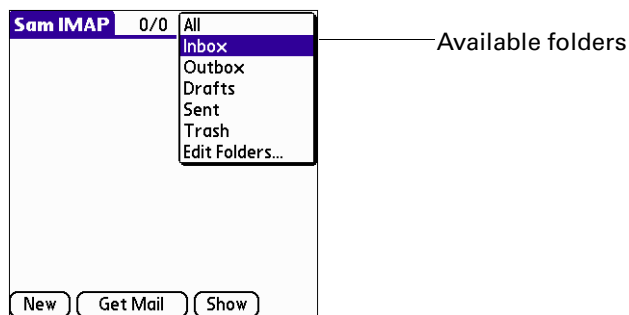 Sam IMAP 0/0 All
Inbox
Available folders
Outbox
Drafts
Sent
Trash
Edit Folders...
New Get Mail Show